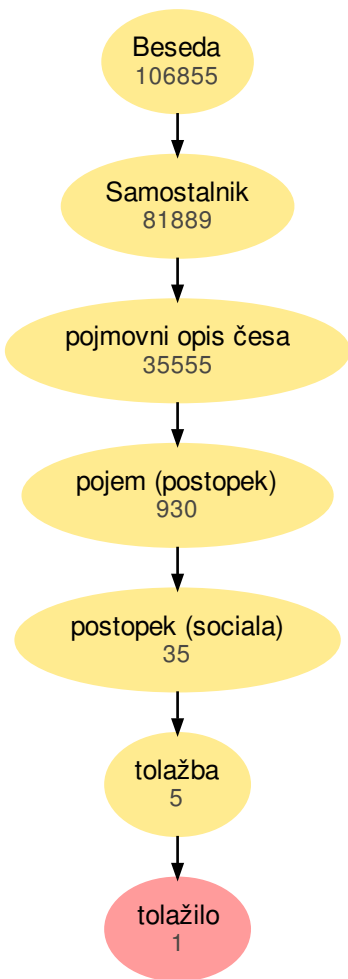 Beseda
106855
Samostalnik
81889
pojmovni opis česa
35555
pojem (postopek)
930
postopek (sociala)
35
tolažba
5
tolažilo
1